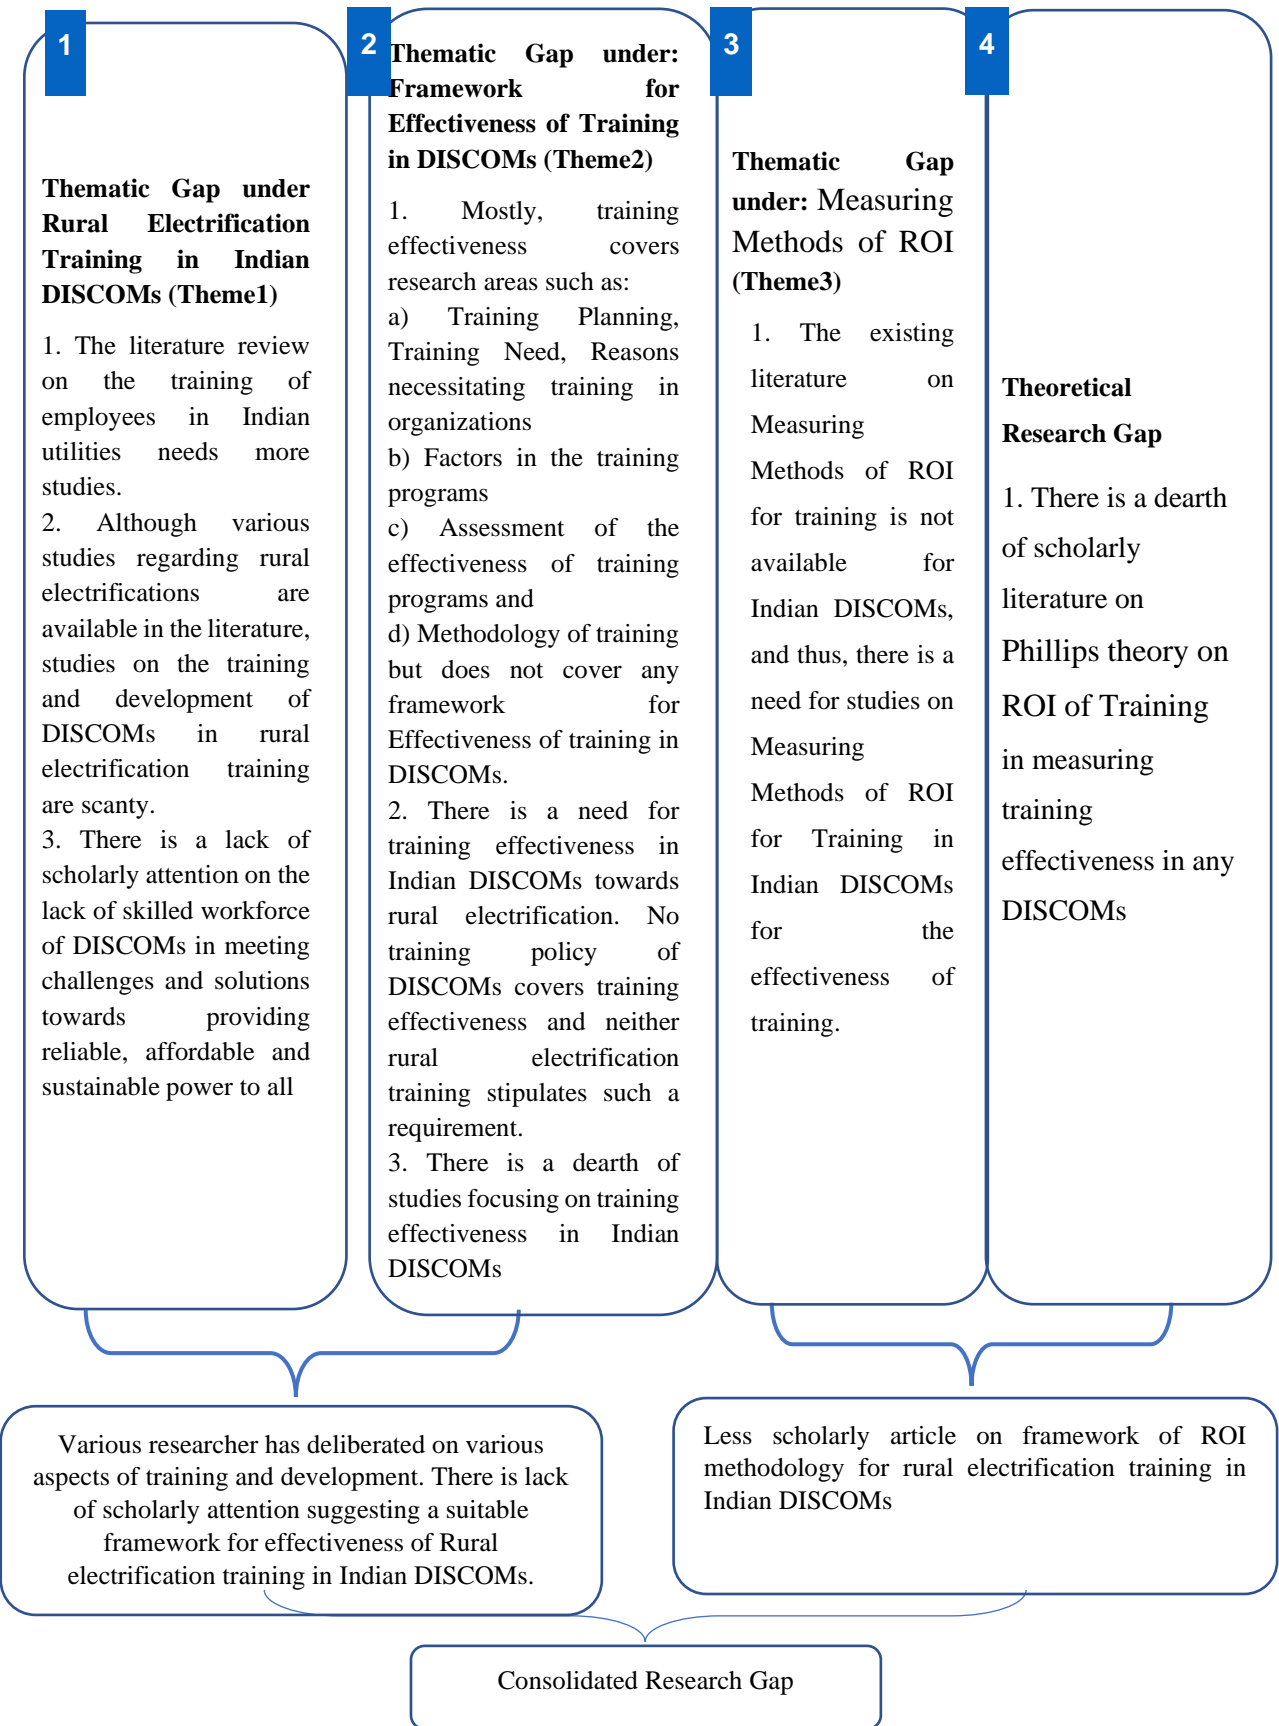 1
Thematic Gap under
Rural Electrification
Training in Indian
DISCOMs (Theme1)
1. The literature review
on the training of
employees in Indian
utilities needs more
studies.
2. Although various
studies regarding rural
electrifications are
available in the literature,
studies on the training
and development of
DISCOMs in rural
electrification training
are scanty.
3. There is a lack of
scholarly attention on the
lack of skilled workforce
of DISCOMs in meeting
challenges and solutions
towards providing
reliable, affordable and
sustainable power to all
2
Thematic Gap under:
Framework for
Effectiveness of Training
in DISCOMs (Theme2)
1. Mostly, training
effectiveness covers
research areas such as:
a) Training Planning,
Training Need, Reasons
necessitating training in
organizations
b) Factors in the training
programs
c) Assessment of the
effectiveness of training
programs and
d) Methodology of training
but does not cover any
framework for
Effectiveness of training in
DISCOMs.
2. There is a need for
training effectiveness in
Indian DISCOMs towards
rural electrification. No
training policy of
DISCOMs covers training
effectiveness and neither
rural electrification
training stipulates such a
requirement.
3. There is a dearth of
studies focusing on training
effectiveness in Indian
DISCOMs
3
Thematic Gap
under: Measuring
Methods of ROI
(Theme3)
1. The existing
literature on
Measuring
Methods of ROI
for training is not
available for
Indian DISCOMs,
and thus, there is a
need for studies on
Measuring
Methods of ROI
for Training in
Indian DISCOMs
for the
effectiveness of
training.
4
Theoretical
Research Gap
1. There is a dearth
of scholarly
literature on
Phillips theory on
ROI of Training
in measuring
training
effectiveness in any
DISCOMs
Various researcher has deliberated on various
aspects of training and development. There is lack
of scholarly attention suggesting a suitable
framework for effectiveness of Rural
electrification training in Indian DISCOMs.
Less scholarly article on framework of ROI
methodology for rural electrification training in
Indian DISCOMs
Consolidated Research Gap